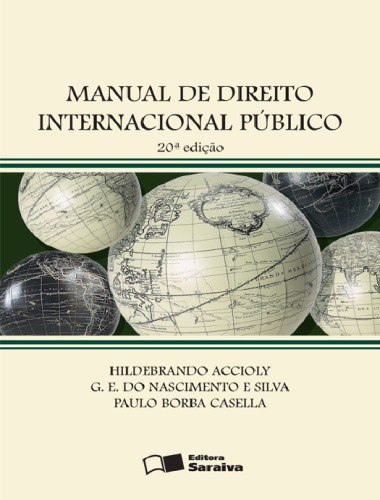 MANUAL DE DIREITO
INTERNACIONAL PÚBLICO
20ª edição
HILDEBRANDO ACCIOLY
G. E. DO NASCIMENTO E SILVA
PAULO BORBA CASELLA
Editora
Saraiva